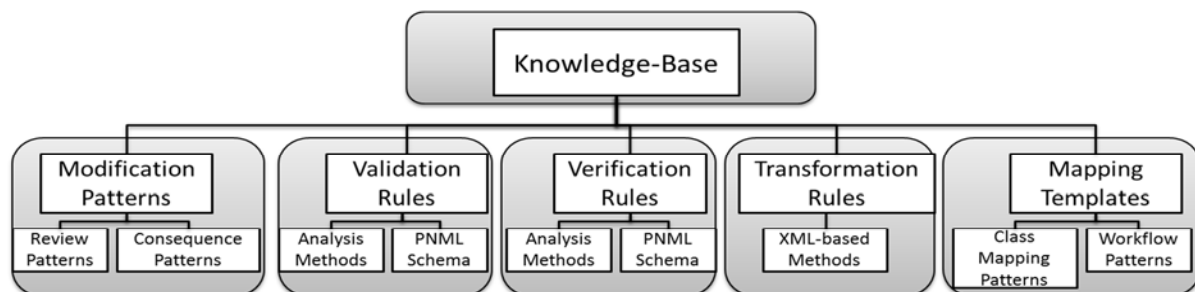 Knowledge-Base
Modification
Patterns
Review
Patterns
Consequence
Patterns
Validation
Rules
Analysis
Methods
PNML
Schema
Verification
Rules
Analysis
Methods
PNML
Schema
Transformation
Rules
XML-based
Methods
Mapping
Templates
Class
Mapping
Patterns
Workflow
Patterns